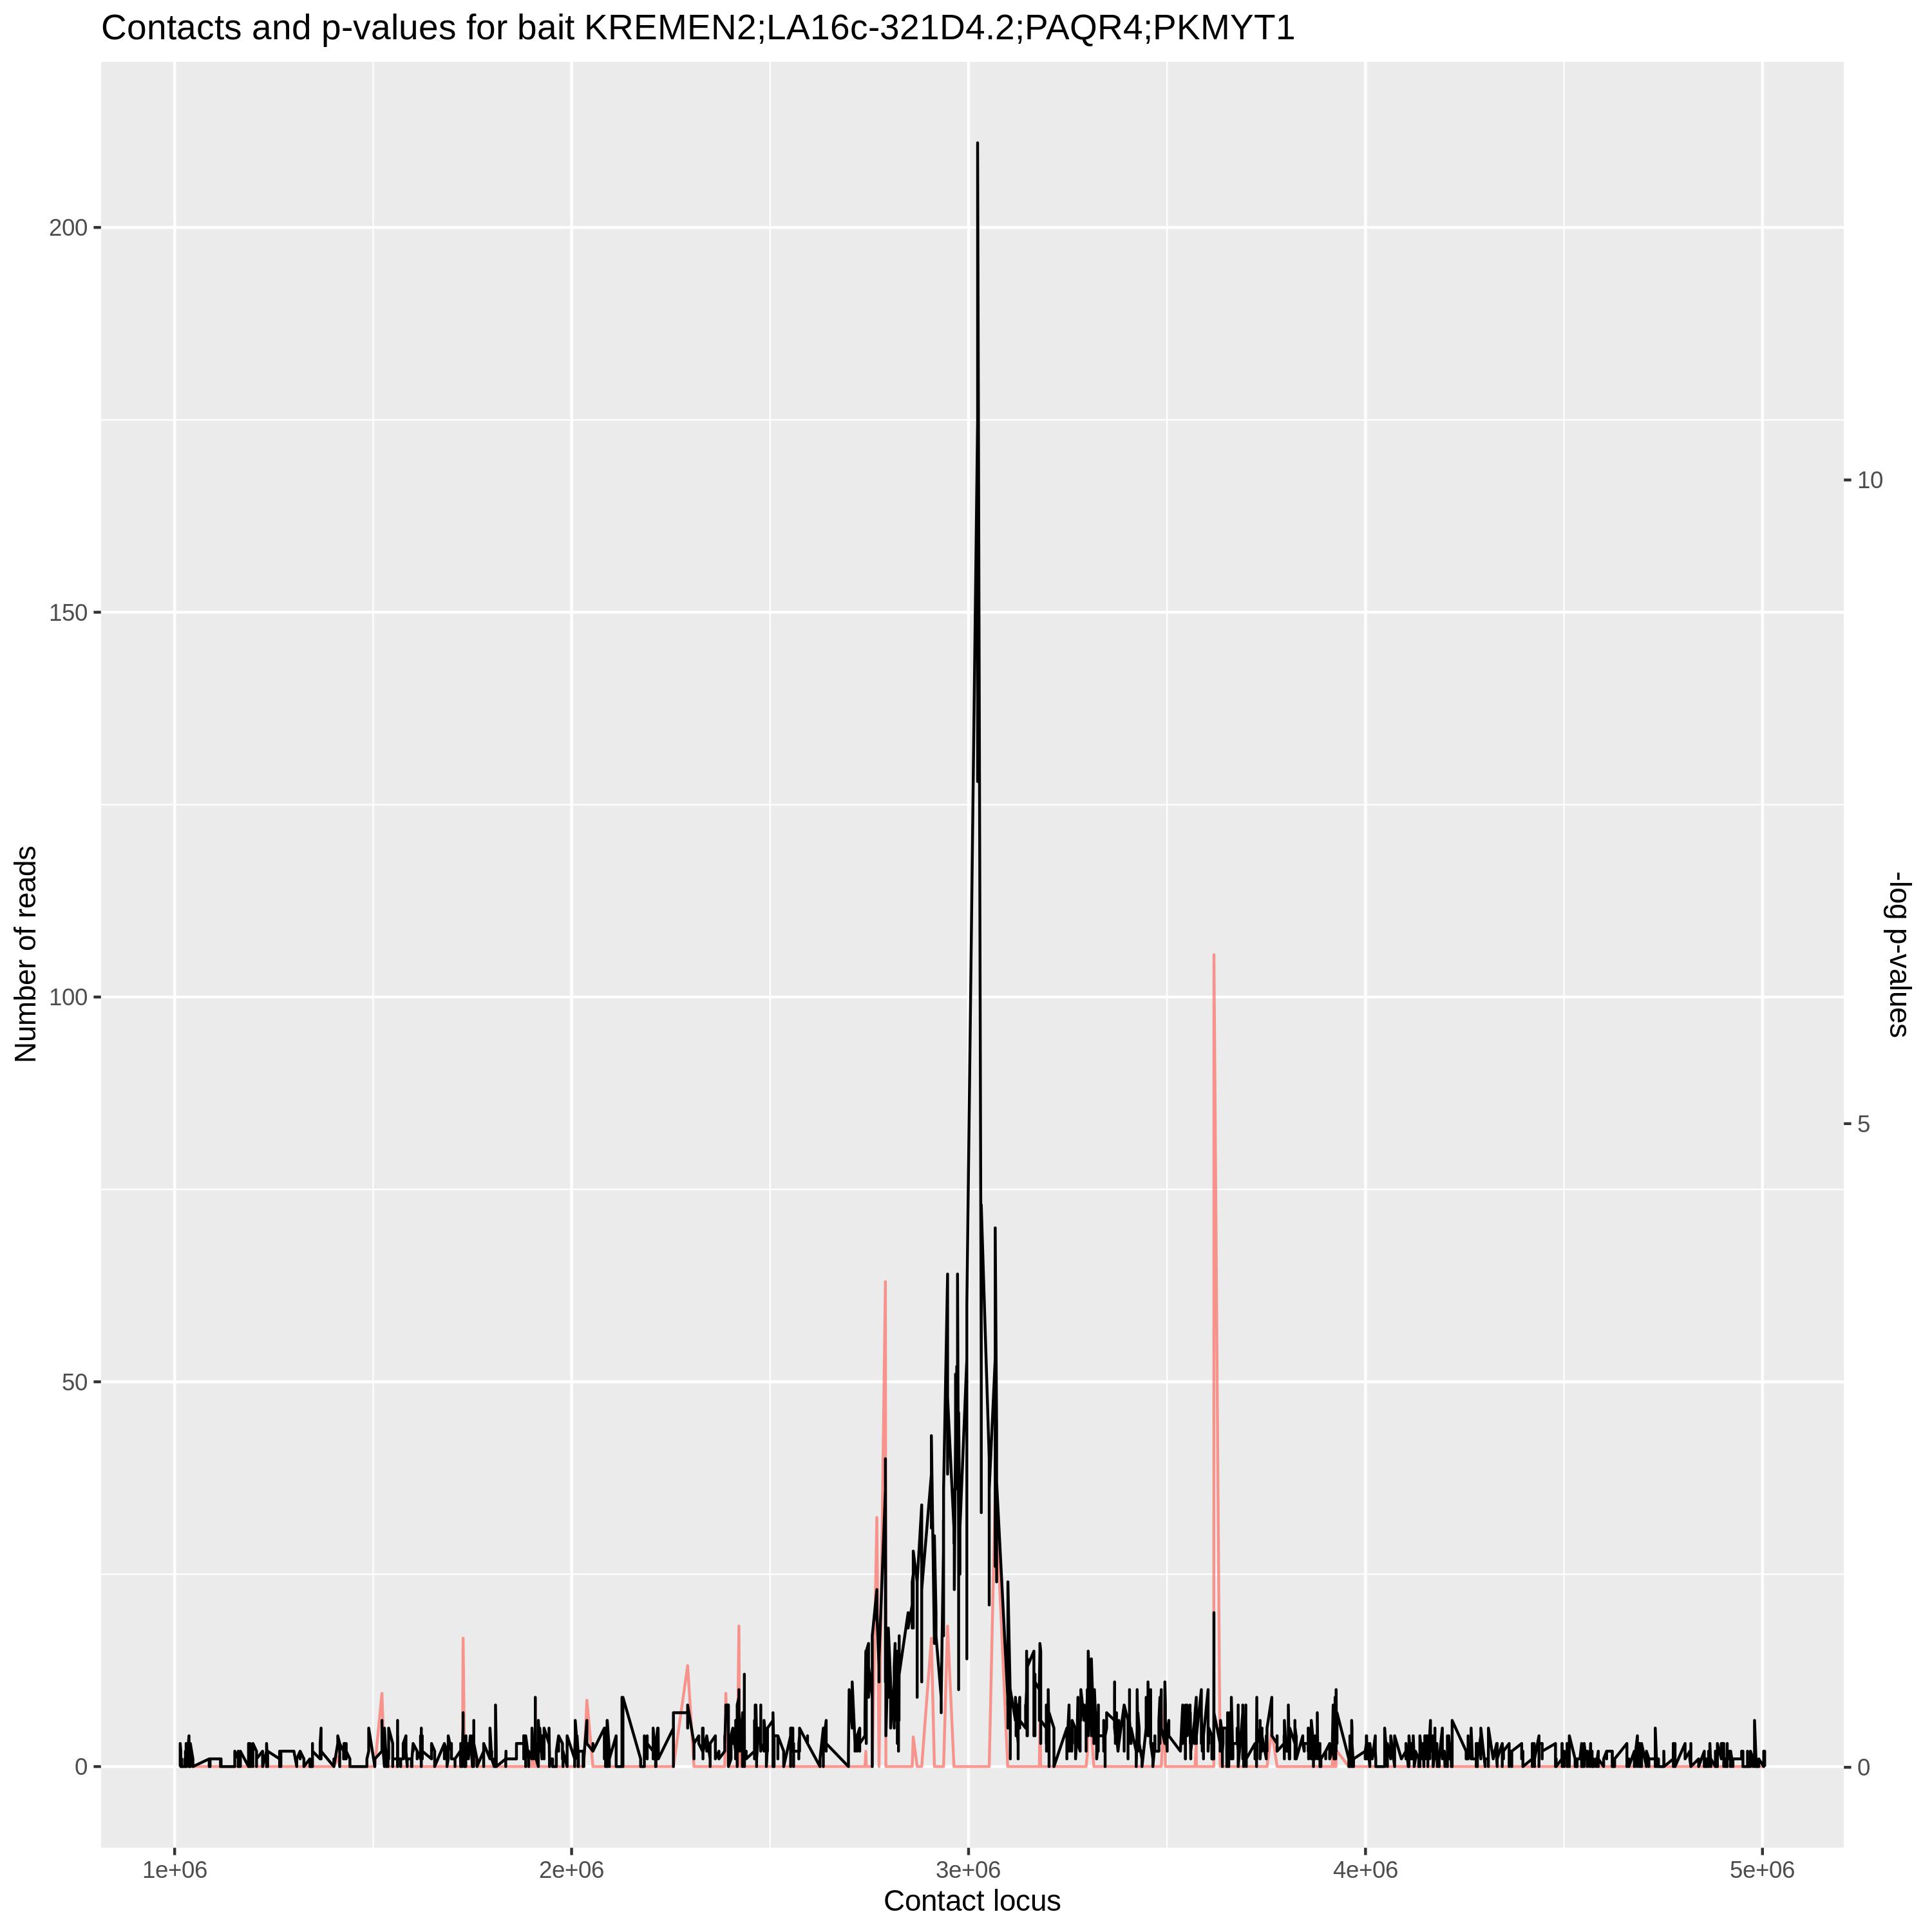 Contacts and p-values for bait KREMEN2;LA16c-321D4.2;PAQR4;PKMYT1
200
150
100
50
0
Number of reads
10
5
0
-log p-values
1e+06
2e+06
3e+06
4e+06
5e+06
Contact locus